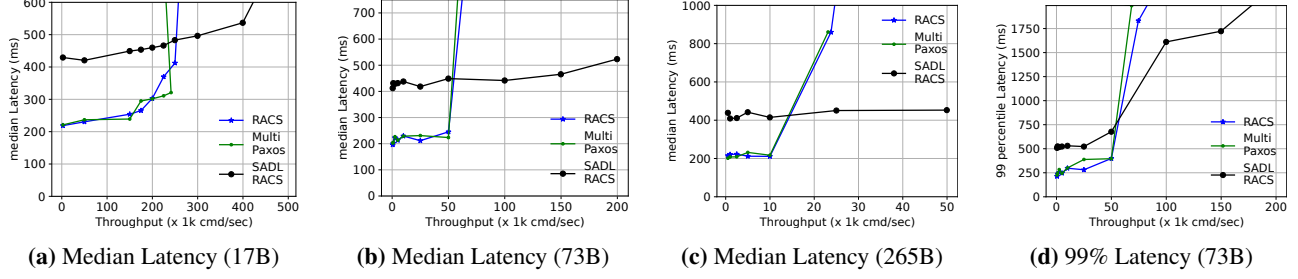 600
500
400
300
200
100
0
median Latency (ms)
0 100 200 300 400 500
Throughput (x 1k cmd/sec)
RACS
Multi
Paxos
SADL
RACS
(a) Median Latency (17B)
750
600
450
300
150
0
median Latency (ms)
0 50 100 150 200
Throughput (x 1k cmd/sec)
RACS
Multi
Paxos
SADL
RACS
(b) Median Latency (73B)
1000
800
600
400
200
0
median Latency (ms)
0 10 20 30 40 50
Throughput (x 1k cmd/sec)
RACS
Multi
Paxos
SADL
RACS
(c) Median Latency (265B)
1750
1500
1250
1000
750
500
250
0
99 percentile Latency (ms)
0 50 100 150 200
Throughput (x 1k cmd/sec)
RACS
Multi
Paxos
SADL
RACS
(d) 99% Latency (73B)